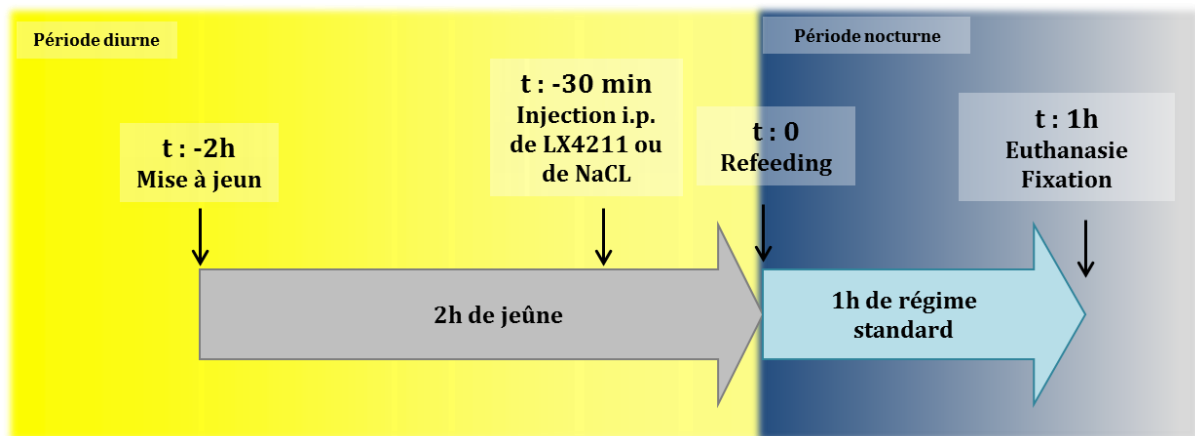 Période diurne
Période nocturne
t : -30 min
Injection i.p.
de LX4211 ou
de NaCL
t : -2h
Mise à jeun
t : 0
Refeeding
t : 1h
Euthanasie
Fixation
2h de jeûne
1h de régime
standard